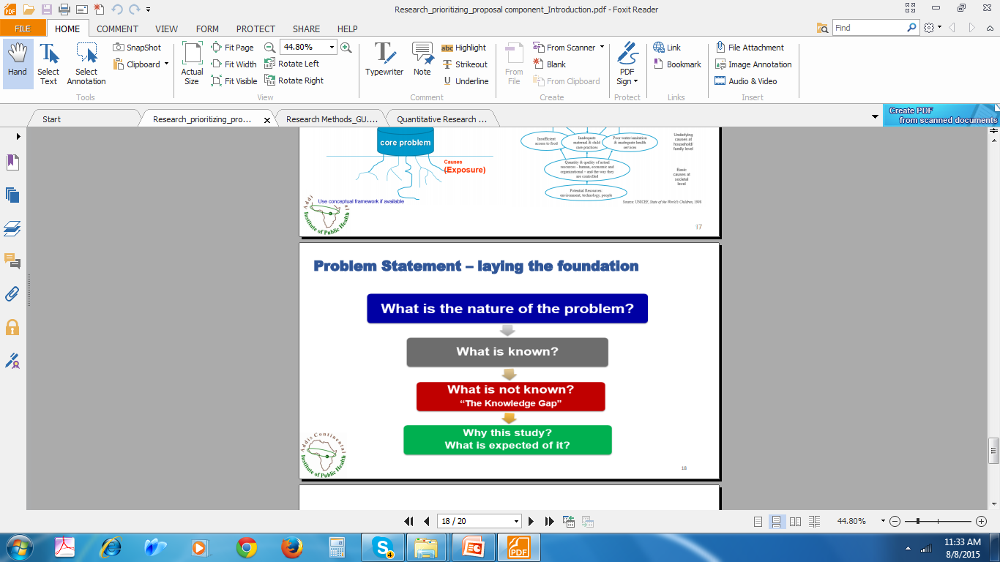 Research_prioritizing_proposal component_Introduction.pdf - Foxit Reader
FILE
HOME
COMMENT
VIEW
FORM
PROTECT
SHARE
HELP
Find
Hand
Select
Text
Select
Annotation
SnapShot
Clipboard
Tools
Actual
Size
Fit Page
Fit Width
Fit Visible
44.80%
Rotate Left
Rotate Right
View
Typewriter
Note
abc Highlight
Strikeout
Underline
Comment
From
File
From Scanner
Blank
From Clipboard
Create
PDF
Sign
Protect
Link
Bookmark
Links
File Attachment
Image Annotation
Audio & Video
Insert
Start
Research_prioritizing_pro...
Research Methods_GU....
Quantitative Research ...
Create PDF
from scanned documents
core problem
Causes
(Exposure)
Use conceptual framework if available
Insufficient
access to food
Inadequate
maternal & child
care practices
Poor water/sanitation
& inadequate health
services
Underlying
causes at
household/
family level
Quantity & quality of actual
resources - human, economic and
organizational – and the way they
are controlled
Basic
causes at
societal
level
Potential Resources:
environment, technology, people
Source: UNICEF, State of the World's Children, 1998
Institute of Public Health
17
Problem Statement – laying the foundation
What is the nature of the problem?
What is known?
What is not known?
“The Knowledge Gap”
Why this study?
What is expected of it?
Addis Continental
Institute of Public Health
18
18 / 20
44.80%
PDF
4
11:33 AM
8/8/2015